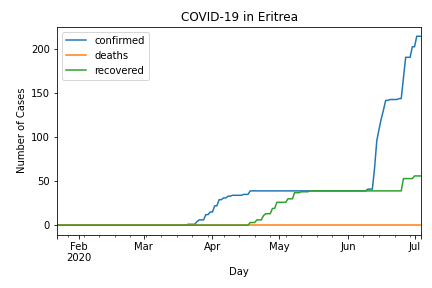 COVID-19 in Eritrea
confirmed
deaths
recovered
Number of Cases
200
150
100
50
0
Feb
2020
Mar
Apr
May
Jun
Jul
Day